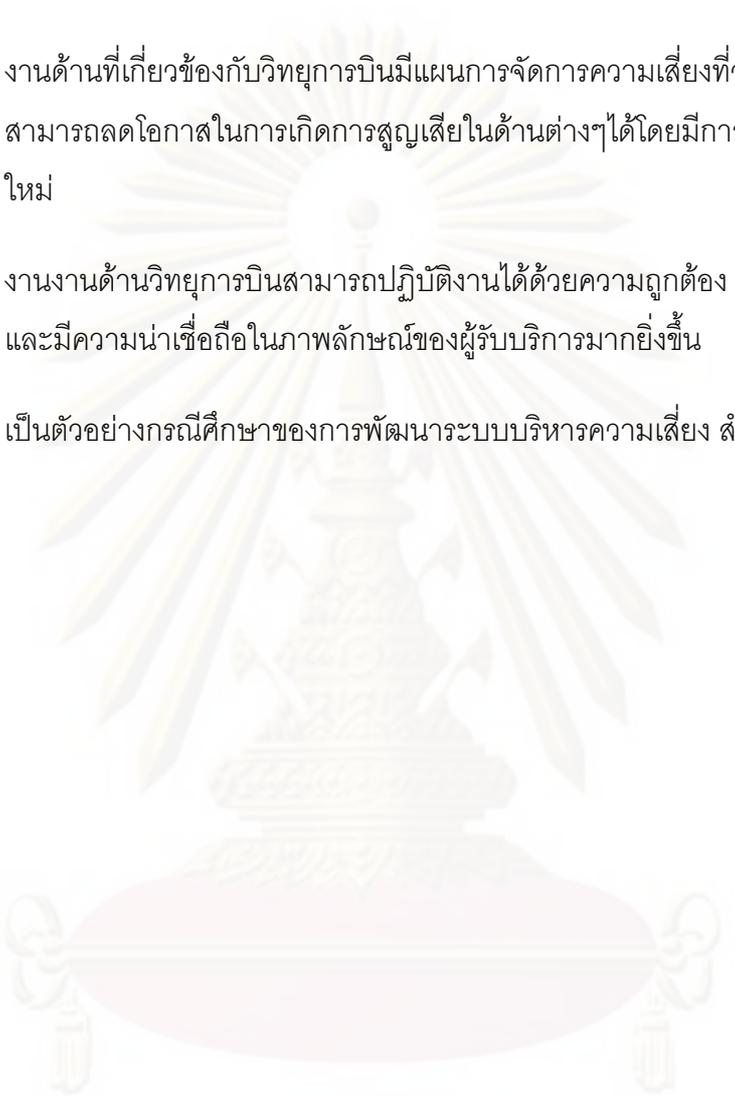 งานด้านที่เกี่ยวข้องกับวิทยุการบินมีแผนการจัดการความเสี่ยงที่
สามารถลดโอกาสในการเกิดการสูญเสียในด้านต่างๆได้โดยมีกา
ใหม่
งานงานด้านวิทยุการบินสามารถปฏิบัติงานได้ด้วยความถูกต้อง
และมีความน่าเชื่อถือในภาพลักษณ์ของผู้รับบริการมากยิ่งขึ้น
เป็นตัวอย่างกรณีศึกษาของการพัฒนาระบบบริหารความเสี่ยง